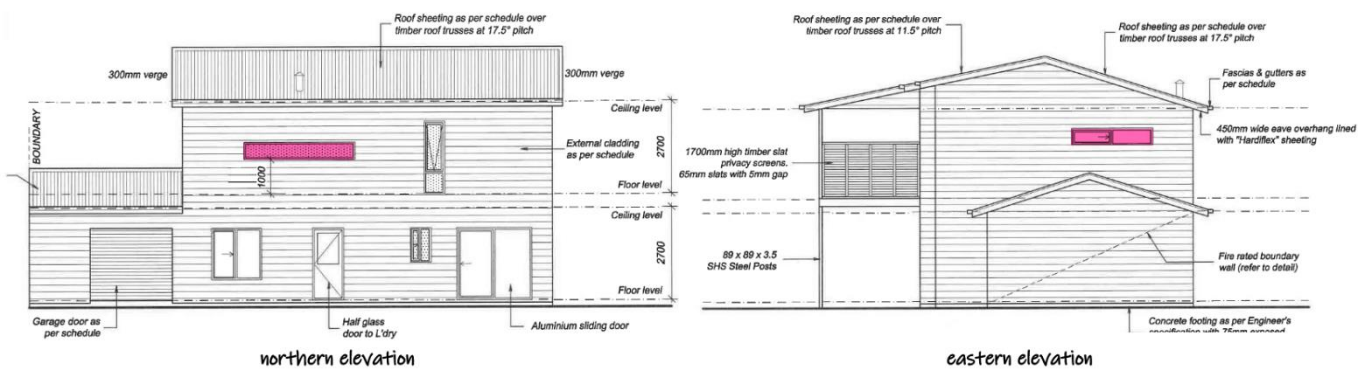 Roof sheeting as per schedule over
timber roof trusses at 17.5° pitch
300mm verge
300mm verge
BOUNDARY
Ceiling level
2700
External cladding
as per schedule
1000
Floor level
Ceiling level
2700
Floor level
Garage door as
per schedule
Half glass
door to L'dry
Aluminium sliding door
northern elevation
Roof sheeting as per schedule over
timber roof trusses at 11.5° pitch
Roof sheeting as per schedule over
timber roof trusses at 17.5° pitch
Fascias & gutters as
per schedule
450mm wide eave overhang lined
with "Hardiflex" sheeting
1700mm high timber slat
privacy screens.
65mm slats with 5mm gap
89 x 89 x 3.5
SHS Steel Posts
Fire rated boundary
wall (refer to detail)
Concrete footing as per Engineer's
specification with 75mm exposed
eastern elevation